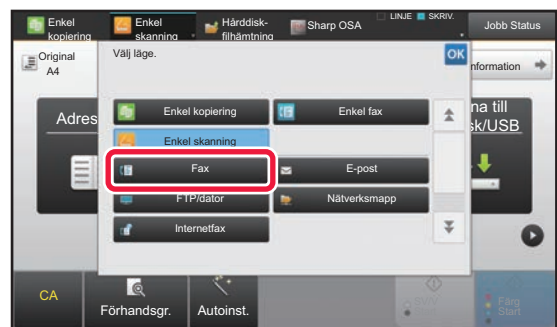 Enkel
kopiering
Enkel
skanning
Hårddisk-
filhämtning
Sharp OSA
LINJE
SKRIV.
Jobb Status
Original
A4
Välj läge.
OK
nformation
Adres
na till
sk/USB
Enkel kopiering
Enkel fax
Enkel skanning
Fax
E-post
FTP/dator
Nätverksmapp
Internetfax
CA
Förhandsgr.
Autoinst.
Färg
Start